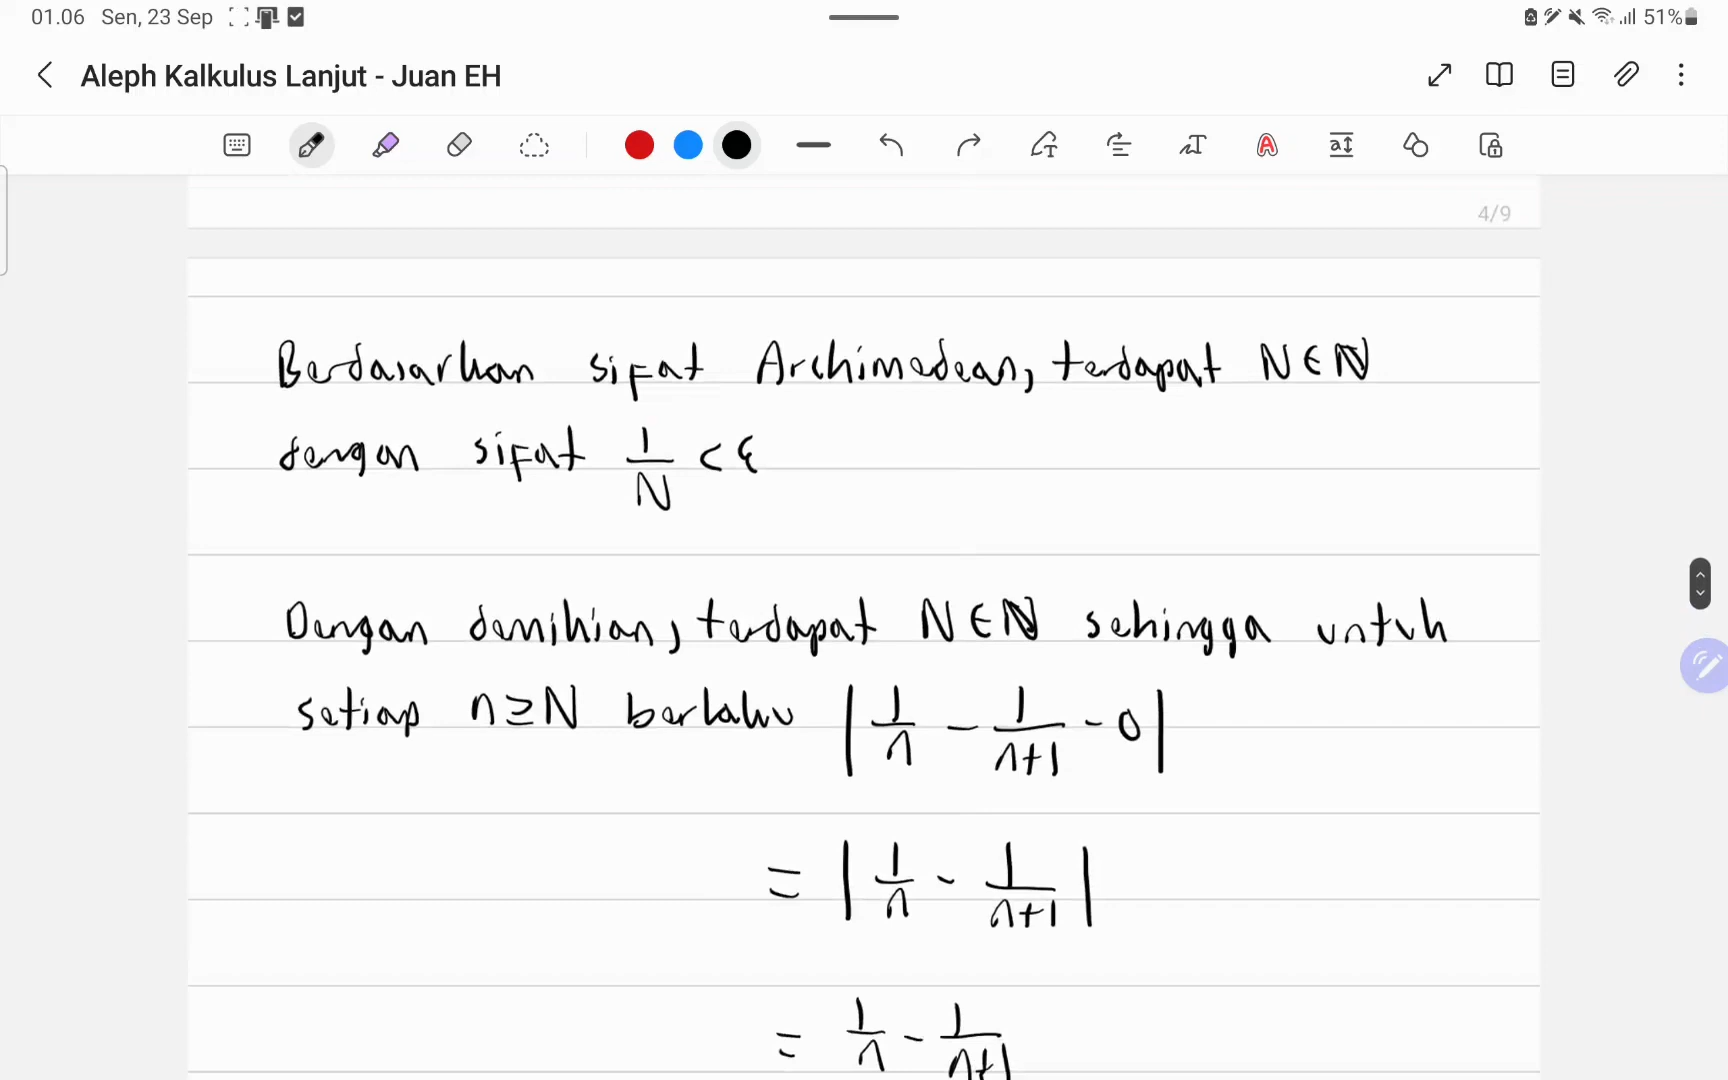 01.06 Sen, 23 Sep 51%
Aleph Kalkulus Lanjut - Juan EH
4/9
Berdasarkan sifat Archimedean, terdapat N ∈ ℕ
dengan sifat 1/N < ε
Dengan demikian, terdapat N ∈ ℕ sehingga untuk
setiap n ≥ N berlaku |1/n - 1/(n+1) - 0|
= |1/n - 1/(n+1)|
= 1/n - 1/(n+1)